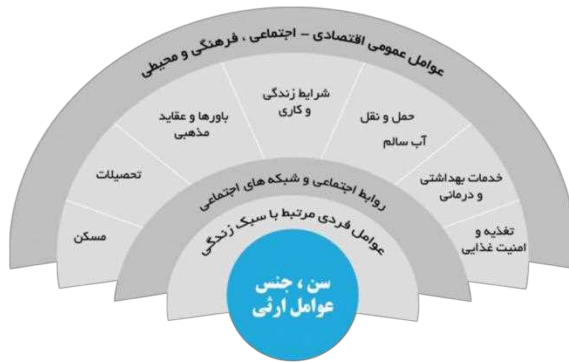 عوامل عمومی اقتصادی - اجتماعی ، فرهنگی و محیطی
شرایط زندگی
و کاری
حمل و نقل
آب سالم
باورها و عقاید
مذهبی
خدمات بهداشتی
و درمانی
تحصیلات
تغذیه و
امنیت غذایی
مسکن
روابط اجتماعی و شبکه های اجتماعی
عوامل فردی مرتبط با سبک زندگی
سن ، جنس
عوامل ارثی